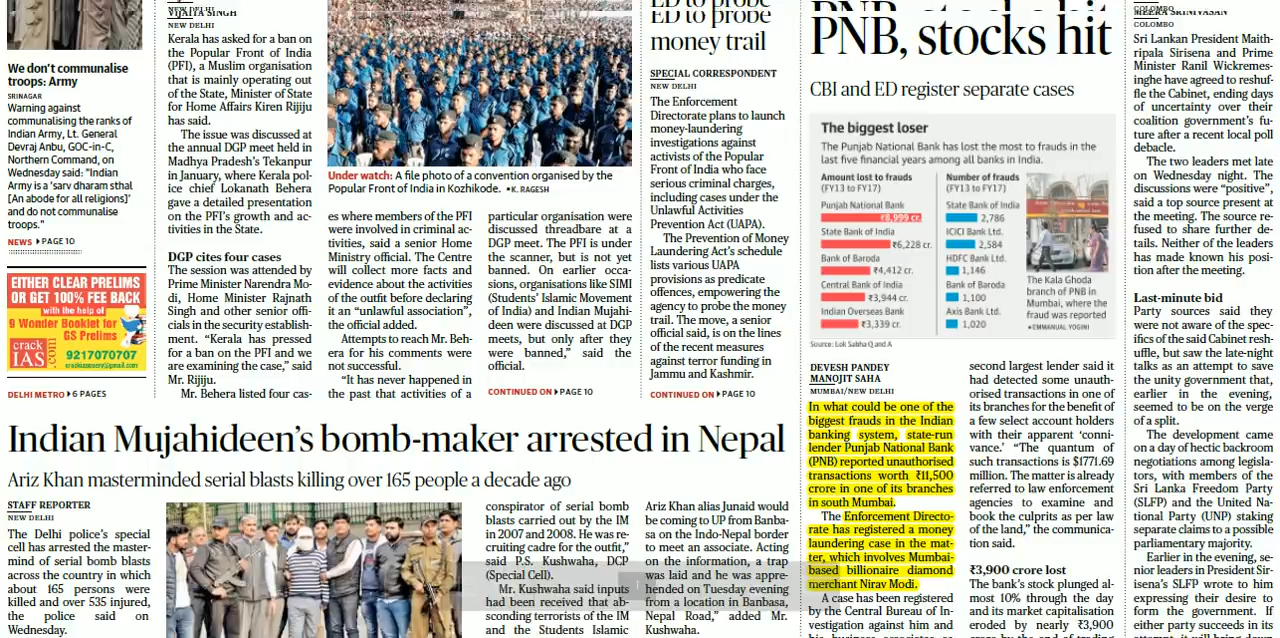 We don't communalise
troops: Army
SRINAGAR
Warning against
communalising the ranks of
Indian Army, Lt. General
Devraj Anbu, GOC-in-C,
Northern Command, on
Wednesday said: "Indian
Army is a 'sarv dharam sthal
[An abode for all religions]'
and do not communalise
troops."
NEWS PAGE 10
EITHER CLEAR PRELIMS
OR GET 100% FEE BACK
with the help of
9 Wonder Booklet for
GS Prelims
crack
IAS
.com
9217070707
DELHI METRO 6 PAGES
VIJAITA SINGH
NEW DELHI
Kerala has asked for a ban on
the Popular Front of India
(PFI), a Muslim organisation
that is mainly operating out
of the State, Minister of State
for Home Affairs Kiren Rijiju
has said.
The issue was discussed at
the annual DGP meet held in
Madhya Pradesh's Tekanpur
in January, where Kerala po-
lice chief Lokanath Behera
gave a detailed presentation
on the PFI's growth and ac-
tivities in the State.
DGP cites four cases
The session was attended by
Prime Minister Narendra Mo-
di, Home Minister Rajnath
Singh and other senior offi-
cials in the security establish-
ment. “Kerala has pressed
for a ban on the PFI and we
are examining the case,” said
Mr. Rijiju.
Mr. Behera listed four cas-
Under watch: A file photo of a convention organised by the
Popular Front of India in Kozhikode. •K. RAGESH
es where members of the PFI
were involved in criminal ac-
tivities, said a senior Home
Ministry official. The Centre
will collect more facts and
evidence about the activities
of the outfit before declaring
it an “unlawful association”,
the official added.
Attempts to reach Mr. Beh-
era for his comments were
not successful.
“It has never happened in
the past that activities of a
particular organisation were
discussed threadbare at a
DGP meet. The PFI is under
the scanner, but is not yet
banned. On earlier occa-
sions, organisations like SIMI
(Students' Islamic Movement
of India) and Indian Mujahi-
deen were discussed at DGP
meets, but only after they
were banned,” said the
official.
CONTINUED ON PAGE 10
ED to probe
money trail
SPECIAL CORRESPONDENT
NEW DELHI
The Enforcement
Directorate plans to launch
money-laundering
investigations against
activists of the Popular
Front of India who face
serious criminal charges,
including cases under the
Unlawful Activities
Prevention Act (UAPA).
The Prevention of Money
Laundering Act's schedule
lists various UAPA
provisions as predicate
offences, empowering the
agency to probe the money
trail. The move, a senior
official said, is on the lines
of the recent measures
against terror funding in
Jammu and Kashmir.
CONTINUED ON PAGE 10
Indian Mujahideen's bomb-maker arrested in Nepal
Ariz Khan masterminded serial blasts killing over 165 people a decade ago
STAFF REPORTER
NEW DELHI
The Delhi police's special
cell has arrested the master-
mind of serial bomb blasts
across the country in which
about 165 persons were
killed and over 535 injured,
the police said on
Wednesday.
conspirator of serial bomb
blasts carried out by the IM
in 2007 and 2008. He was re-
cruiting cadre for the outfit,”
said P.S. Kushwaha, DCP
(Special Cell).
Mr. Kushwaha said inputs
had been received that ab-
sconding terrorists of the IM
and the Students Islamic
Ariz Khan alias Junaid would
be coming to UP from Banba-
sa on the Indo-Nepal border
to meet an associate. Acting
on the information, a trap
was laid and he was appre-
hended on Tuesday evening
from a location in Banbasa,
Nepal Road,” added Mr.
Kushwaha.
PNB, stocks hit
CBI and ED register separate cases
The biggest loser
The Punjab National Bank has lost the most to frauds in the
last five financial years among all banks in India.
Amount lost to frauds
(FY13 to FY17)
Punjab National Bank
₹8,999 cr.
State Bank of India
₹6,228 cr.
Bank of Baroda
₹4,412 cr.
Central Bank of India
₹3,944 cr.
Indian Overseas Bank
₹3,339 cr.
Number of frauds
(FY13 to FY17)
State Bank of India
2,786
ICICI Bank Ltd.
2,584
HDFC Bank Ltd.
1,146
Bank of Baroda
1,100
Axis Bank Ltd.
1,020
The Kala Ghoda
branch of PNB in
Mumbai, where the
fraud was reported
•EMMANUAL YOGINI
Source: Lok Sabha Q and A
DEVESH PANDEY
MANOJIT SAHA
MUMBAI/NEW DELHI
In what could be one of the
biggest frauds in the Indian
banking system, state-run
lender Punjab National Bank
(PNB) reported unauthorised
transactions worth ₹11,500
crore in one of its branches
in south Mumbai.
The Enforcement Directo-
rate has registered a money
laundering case in the mat-
ter, which involves Mumbai-
based billionaire diamond
merchant Nirav Modi.
A case has been registered
by the Central Bureau of In-
vestigation against him and
second largest lender said it
had detected some unauth-
orised transactions in one of
its branches for the benefit of
a few select account holders
with their apparent ‘conni-
vance.’ “The quantum of
such transactions is $1771.69
million. The matter is already
referred to law enforcement
agencies to examine and
book the culprits as per law
of the land,” the communica-
tion said.
₹3,900 crore lost
The bank's stock plunged al-
most 10% through the day
and its market capitalisation
eroded by nearly ₹3,900
MEERA SRINIVASAN
COLOMBO
Sri Lankan President Maith-
ripala Sirisena and Prime
Minister Ranil Wickremes-
inghe have agreed to reshuf-
fle the Cabinet, ending days
of uncertainty over their
coalition government's fu-
ture after a recent local poll
debacle.
The two leaders met late
on Wednesday night. The
discussions were “positive”,
said a top source present at
the meeting. The source re-
fused to share further de-
tails. Neither of the leaders
has made known his posi-
tion after the meeting.
Last-minute bid
Party sources said they
were not aware of the spec-
ifics of the said Cabinet resh-
uffle, but saw the late-night
talks as an attempt to save
the unity government that,
earlier in the evening,
seemed to be on the verge
of a split.
The development came
on a day of hectic backroom
negotiations among legisla-
tors, with members of the
Sri Lanka Freedom Party
(SLFP) and the United Na-
tional Party (UNP) staking
separate claims to a possible
parliamentary majority.
Earlier in the evening, se-
nior leaders in President Sir-
isena's SLFP wrote to him
expressing their desire to
form the government. If
either party succeeds in its